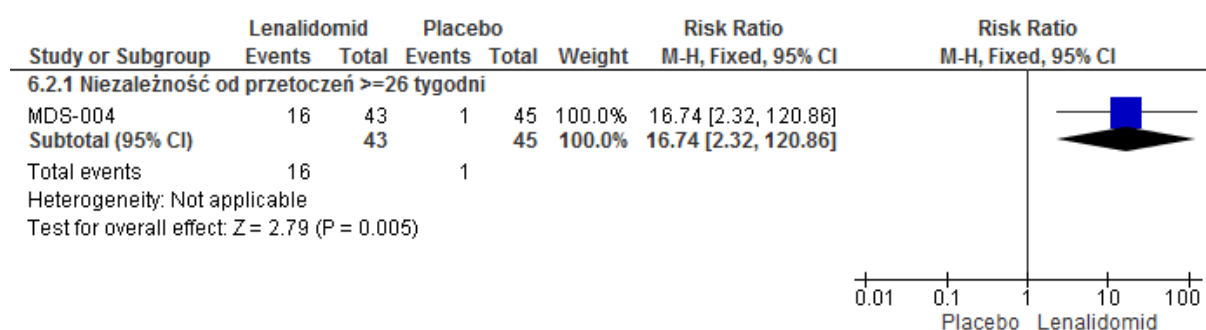 Lenalidomid Placebo Risk Ratio Risk Ratio
Study or Subgroup Events Total Events Total Weight M-H, Fixed, 95% CI M-H, Fixed, 95% CI
6.2.1 Niezależność od przetoczeń >=26 tygodni
MDS-004 16 43 1 45 100.0% 16.74 [2.32, 120.86]
Subtotal (95% CI) 43 45 100.0% 16.74 [2.32, 120.86]
Total events 16 1
Heterogeneity: Not applicable
Test for overall effect: Z = 2.79 (P = 0.005)
0.01 0.1 1 10 100
Placebo Lenalidomid